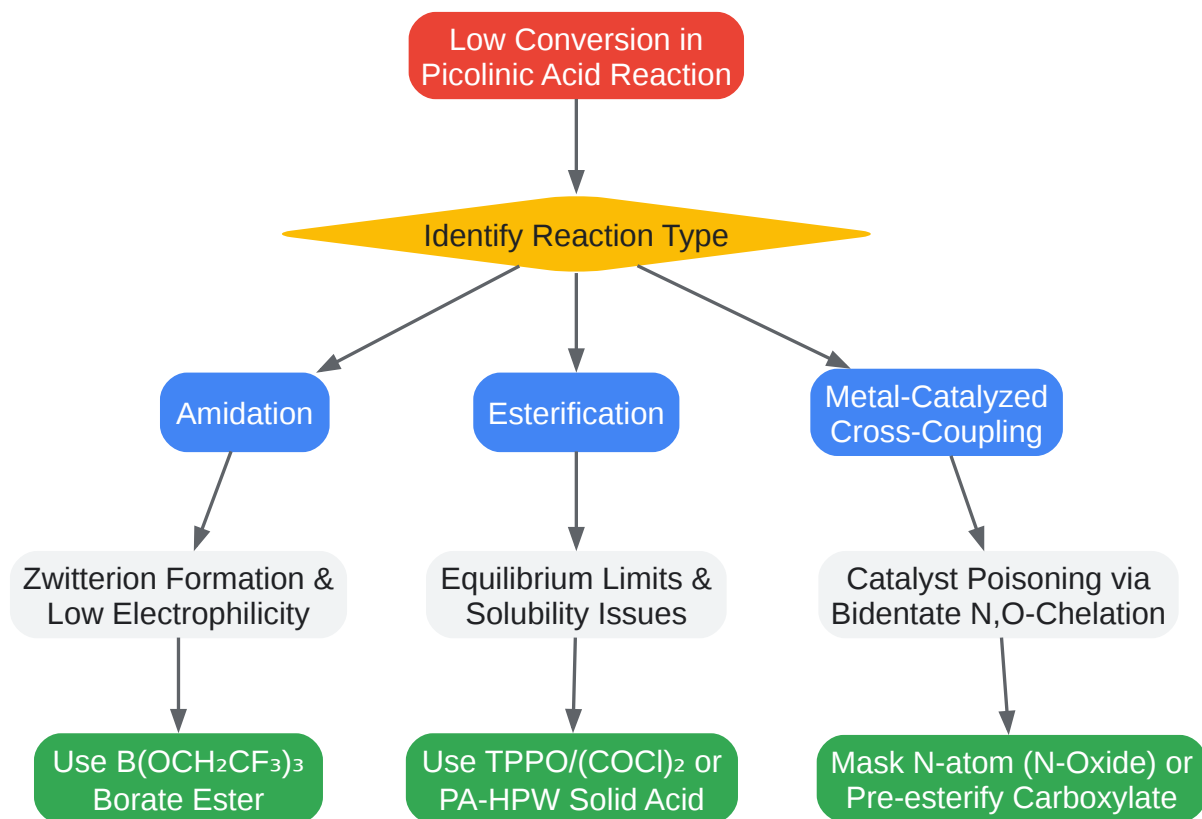 Low Conversion in
Picolinic Acid Reaction
Identify Reaction Type
Amidation
Esterification
Metal-Catalyzed
Cross-Coupling
Zwitterion Formation &
Low Electrophilicity
Equilibrium Limits &
Solubility Issues
Catalyst Poisoning via
Bidentate N,O-Chelation
Use B(OCH₂CF₃)₃
Borate Ester
Use TPPO/(COCl)₂ or
PA-HPW Solid Acid
Mask N-atom (N-Oxide) or
Pre-esterify Carboxylate